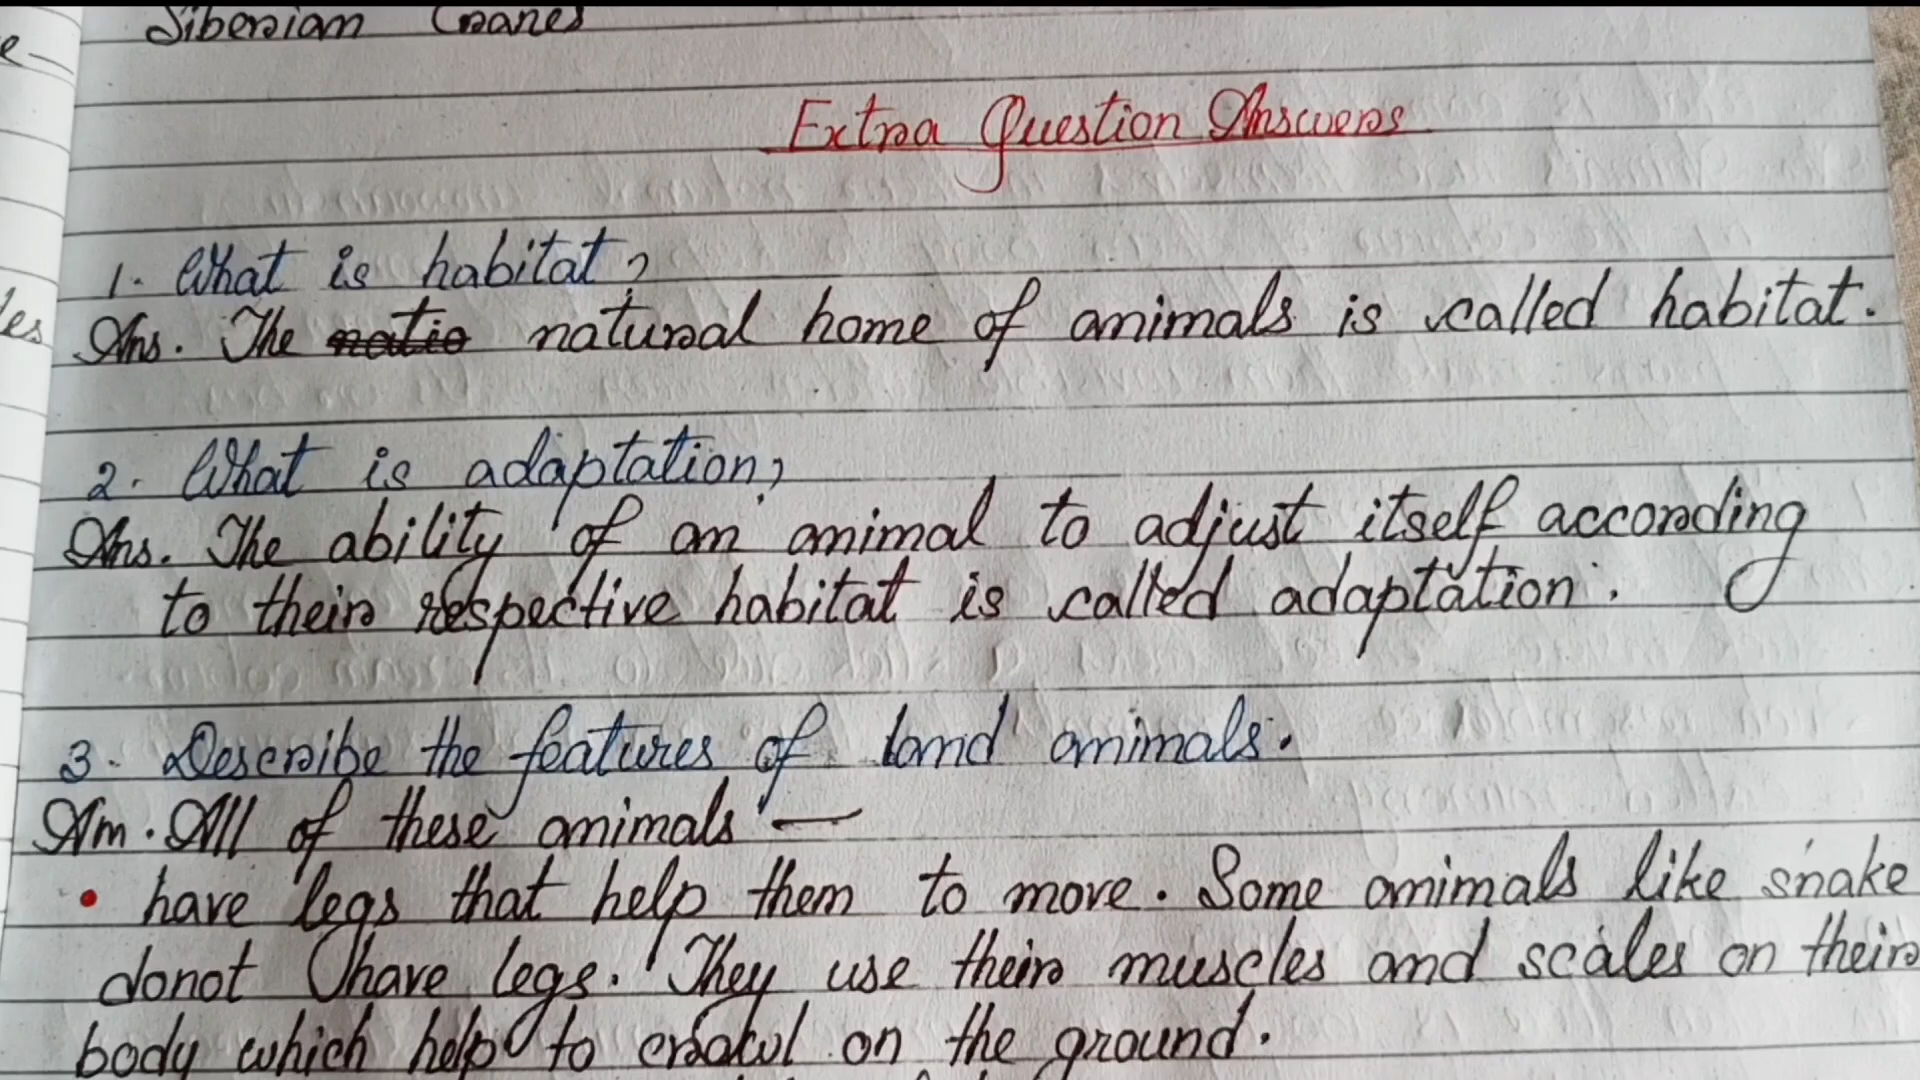 Siberian Cranes
e-
Extra Question Answers
1. What is habitat?
les
Ans. The natio natural home of animals is called habitat.
2. What is adaptation?
Ans. The ability of an animal to adjust itself according
to their respective habitat is called adaptation.
3. Describe the features of land animals.
Ans. All of these animals —
• have legs that help them to move. Some animals like snake
donot have legs. They use their muscles and scales on their
body which help to crawl on the ground.